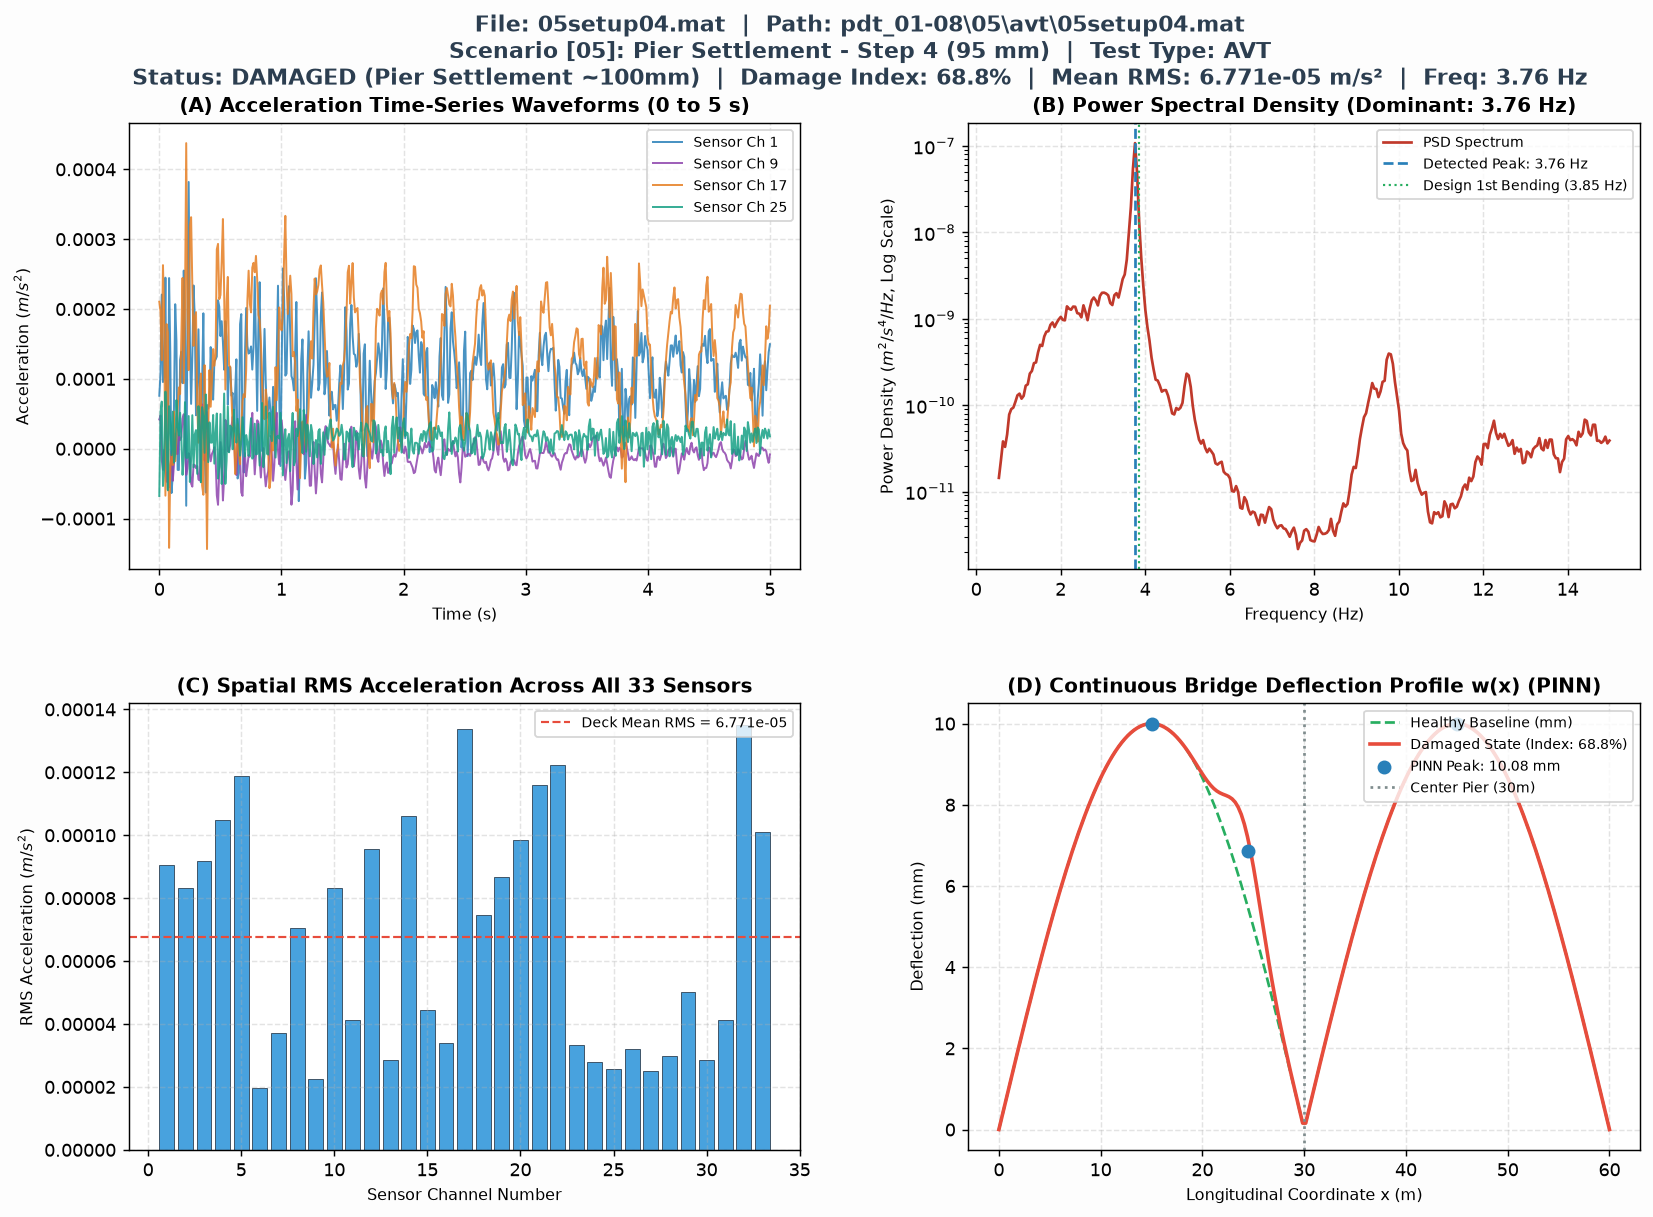 File: 05setup04.mat | Path: pdt_01-08\05\avt\05setup04.mat
Scenario [05]: Pier Settlement - Step 4 (95 mm) | Test Type: AVT
Status: DAMAGED (Pier Settlement ~100mm) | Damage Index: 68.8% | Mean RMS: 6.771e-05 m/s² | Freq: 3.76 Hz
(A) Acceleration Time-Series Waveforms (0 to 5 s)
Sensor Ch 1
Sensor Ch 9
Sensor Ch 17
Sensor Ch 25
Acceleration (m/s²)
0.0004
0.0003
0.0002
0.0001
0.0000
−0.0001
0 1 2 3 4 5
Time (s)
(B) Power Spectral Density (Dominant: 3.76 Hz)
PSD Spectrum
Detected Peak: 3.76 Hz
Design 1st Bending (3.85 Hz)
Power Density (m²/s⁴/Hz, Log Scale)
10⁻⁷
10⁻⁸
10⁻⁹
10⁻¹⁰
10⁻¹¹
0 2 4 6 8 10 12 14
Frequency (Hz)
(C) Spatial RMS Acceleration Across All 33 Sensors
Deck Mean RMS = 6.771e-05
RMS Acceleration (m/s²)
0.00014
0.00012
0.00010
0.00008
0.00006
0.00004
0.00002
0.00000
0 5 10 15 20 25 30 35
Sensor Channel Number
(D) Continuous Bridge Deflection Profile w(x) (PINN)
Healthy Baseline (mm)
Damaged State (Index: 68.8%)
PINN Peak: 10.08 mm
Center Pier (30m)
Deflection (mm)
10
8
6
4
2
0
0 10 20 30 40 50 60
Longitudinal Coordinate x (m)